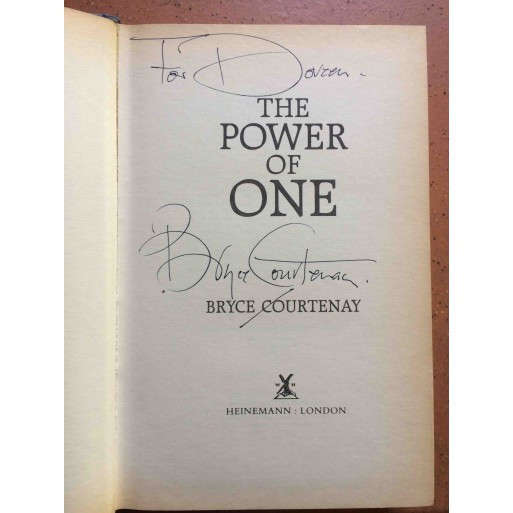 For Doreen.
THE
POWER
OF
ONE
Bryce Courtenay.
BRYCE COURTENAY
W H
HEINEMANN : LONDON